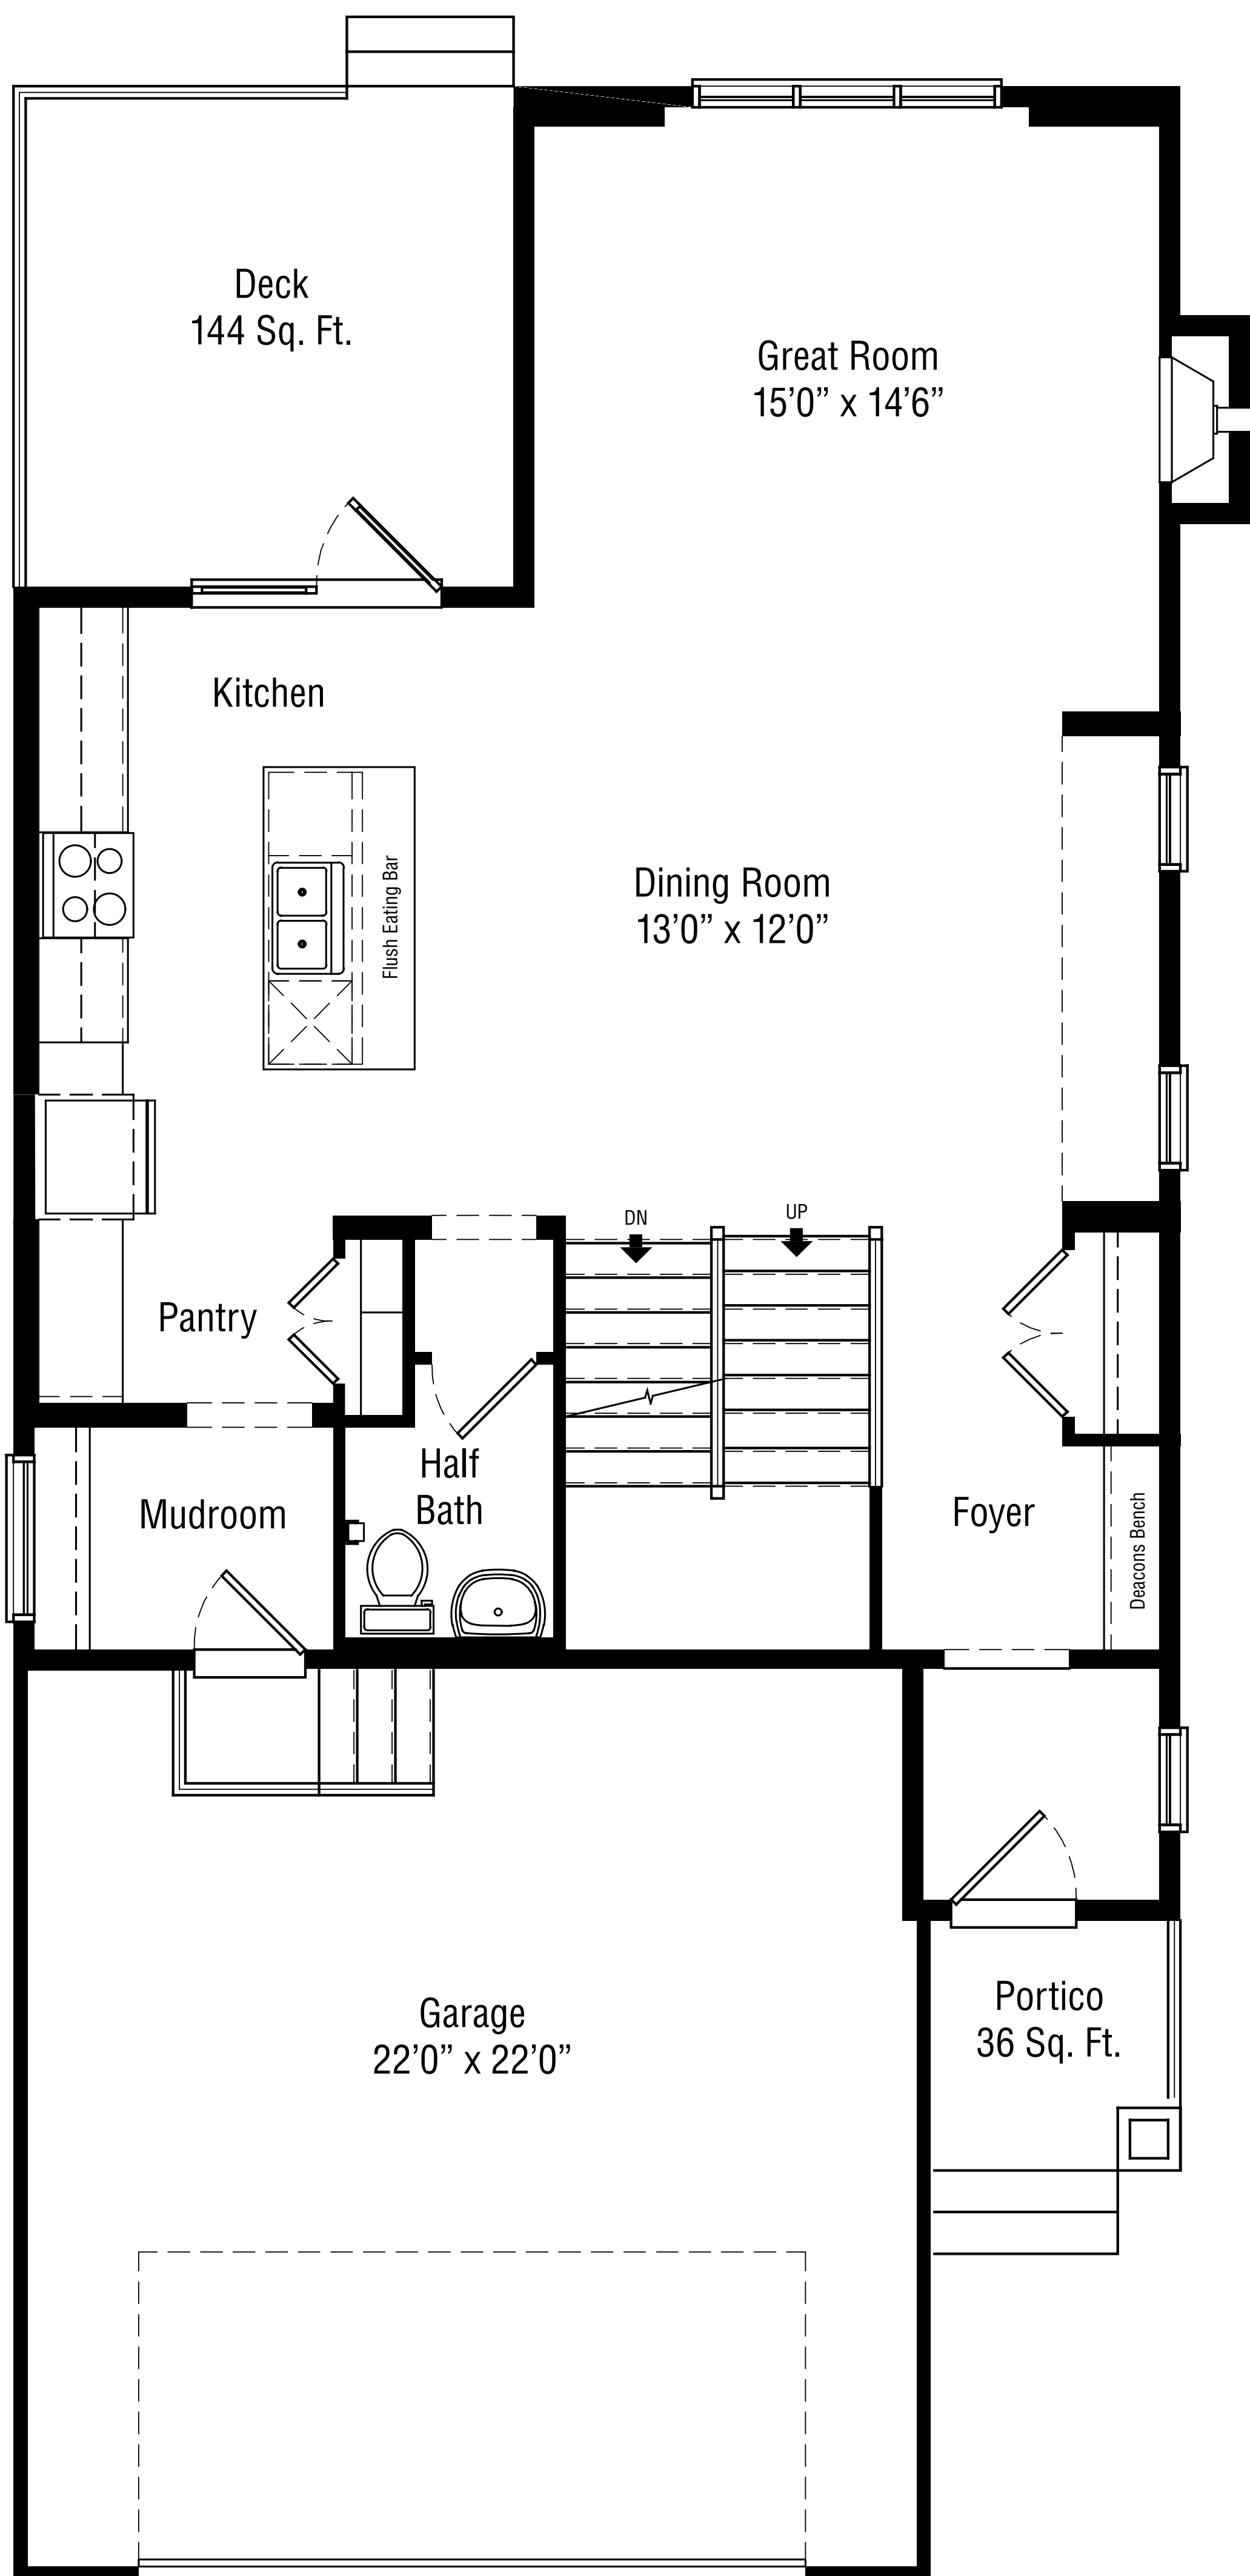 Deck
144 Sq. Ft.
Great Room
15’0” x 14’6”
Kitchen
Flush Eating Bar
Dining Room
13’0” x 12’0”
DN
UP
Pantry
Half
Bath
Mudroom
Foyer
Deacons Bench
Portico
36 Sq. Ft.
Garage
22’0” x 22’0”